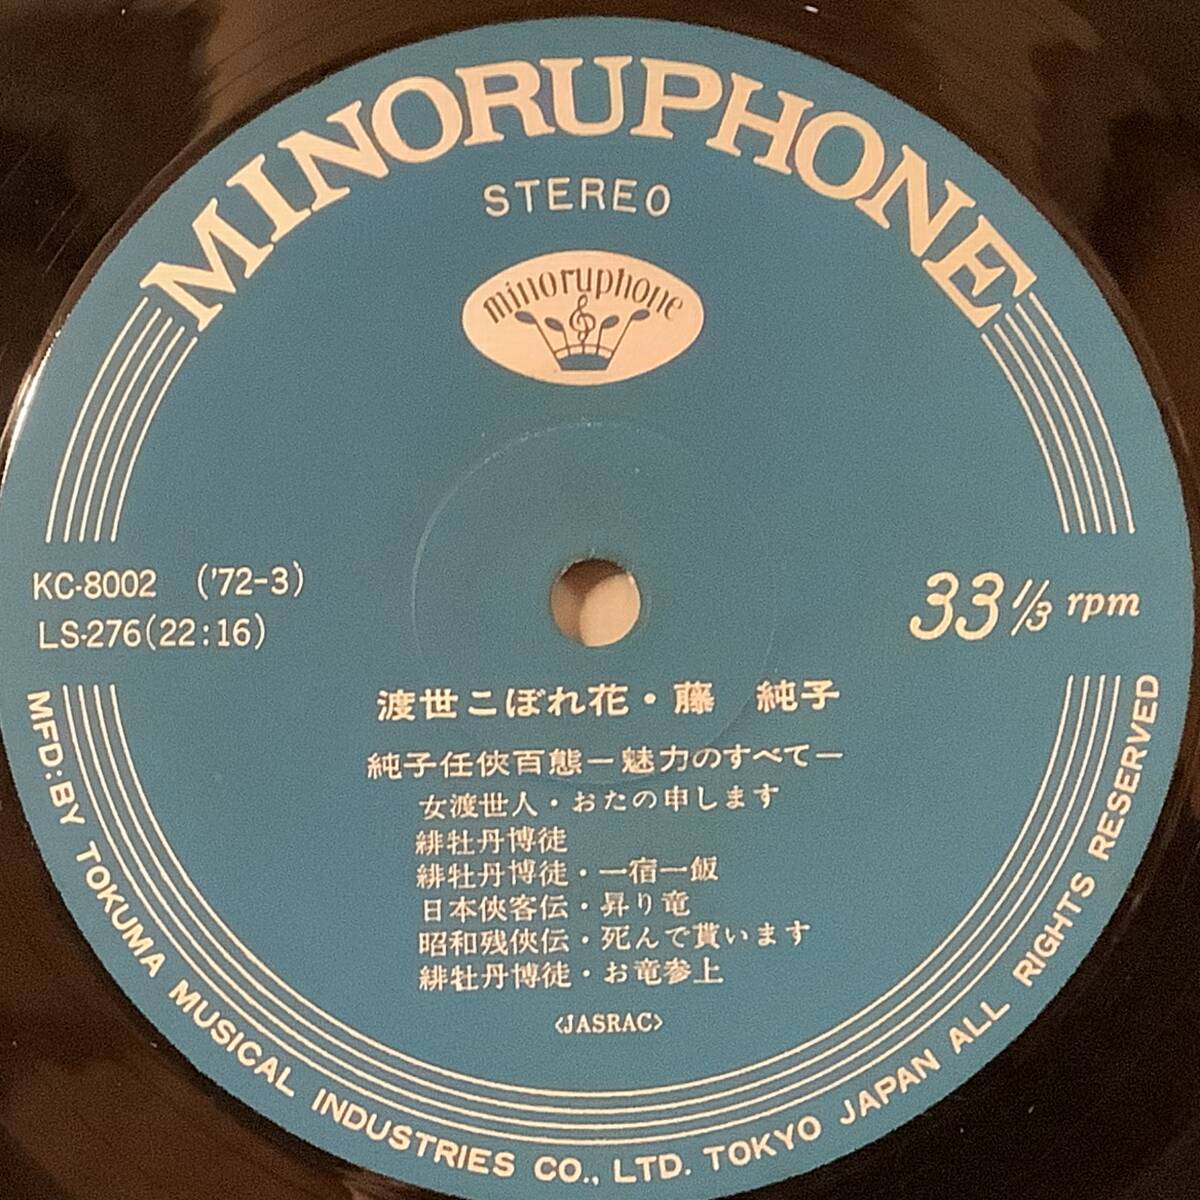 MINORUPHONE
STEREO
minoruphone
KC-8002 ('72-3)
LS-276(22:16)
33 1/3 rpm
渡世こぼれ花・藤 純子
純子任侠百態ー魅力のすべてー
女渡世人・おたの申します
緋牡丹博徒
緋牡丹博徒・一宿一飯
日本侠客伝・昇り竜
昭和残侠伝・死んで貰います
緋牡丹博徒・お竜参上
〈JASRAC〉
MFD:BY TOKUMA MUSICAL INDUSTRIES CO., LTD. TOKYO JAPAN ALL RIGHTS RESERVED